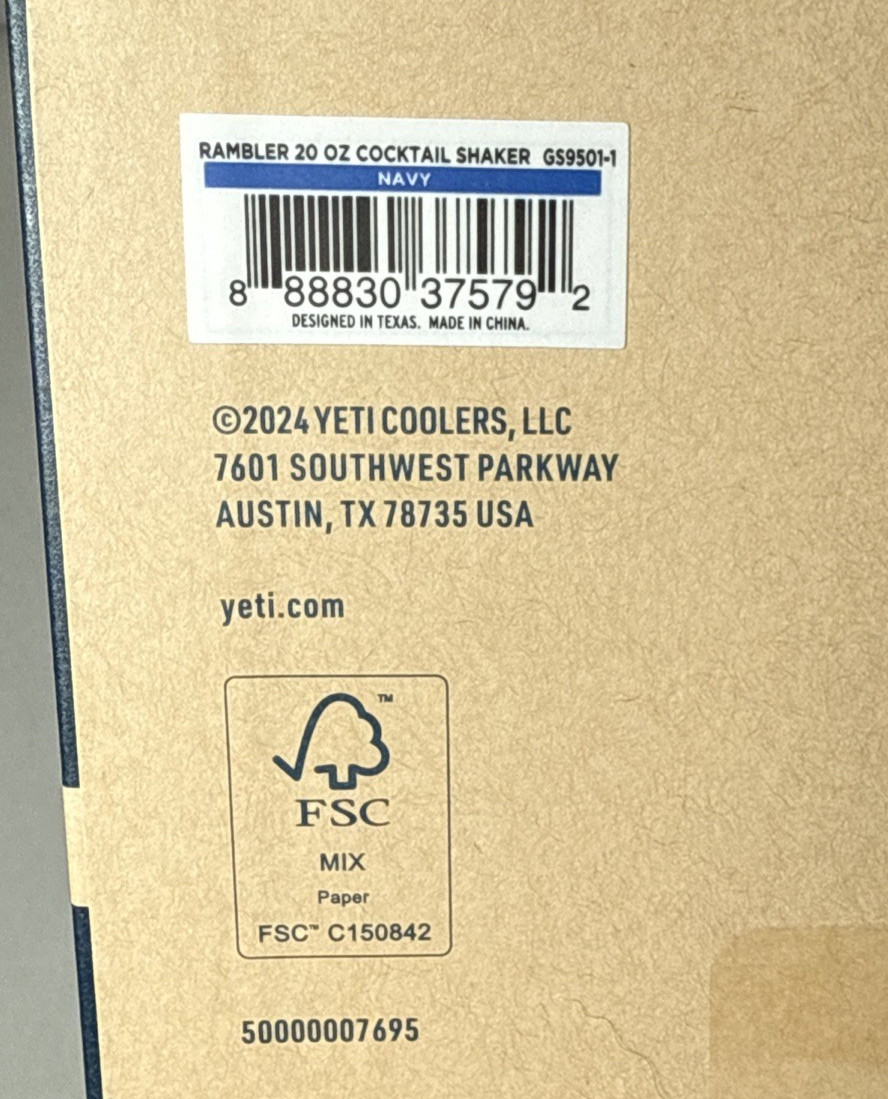 RAMBLER 20 OZ COCKTAIL SHAKER GS9501-1
NAVY
8 88830 37579 2
DESIGNED IN TEXAS. MADE IN CHINA.
©2024 YETI COOLERS, LLC
7601 SOUTHWEST PARKWAY
AUSTIN, TX 78735 USA
yeti.com
TM
FSC
MIX
Paper
FSC™ C150842
50000007695